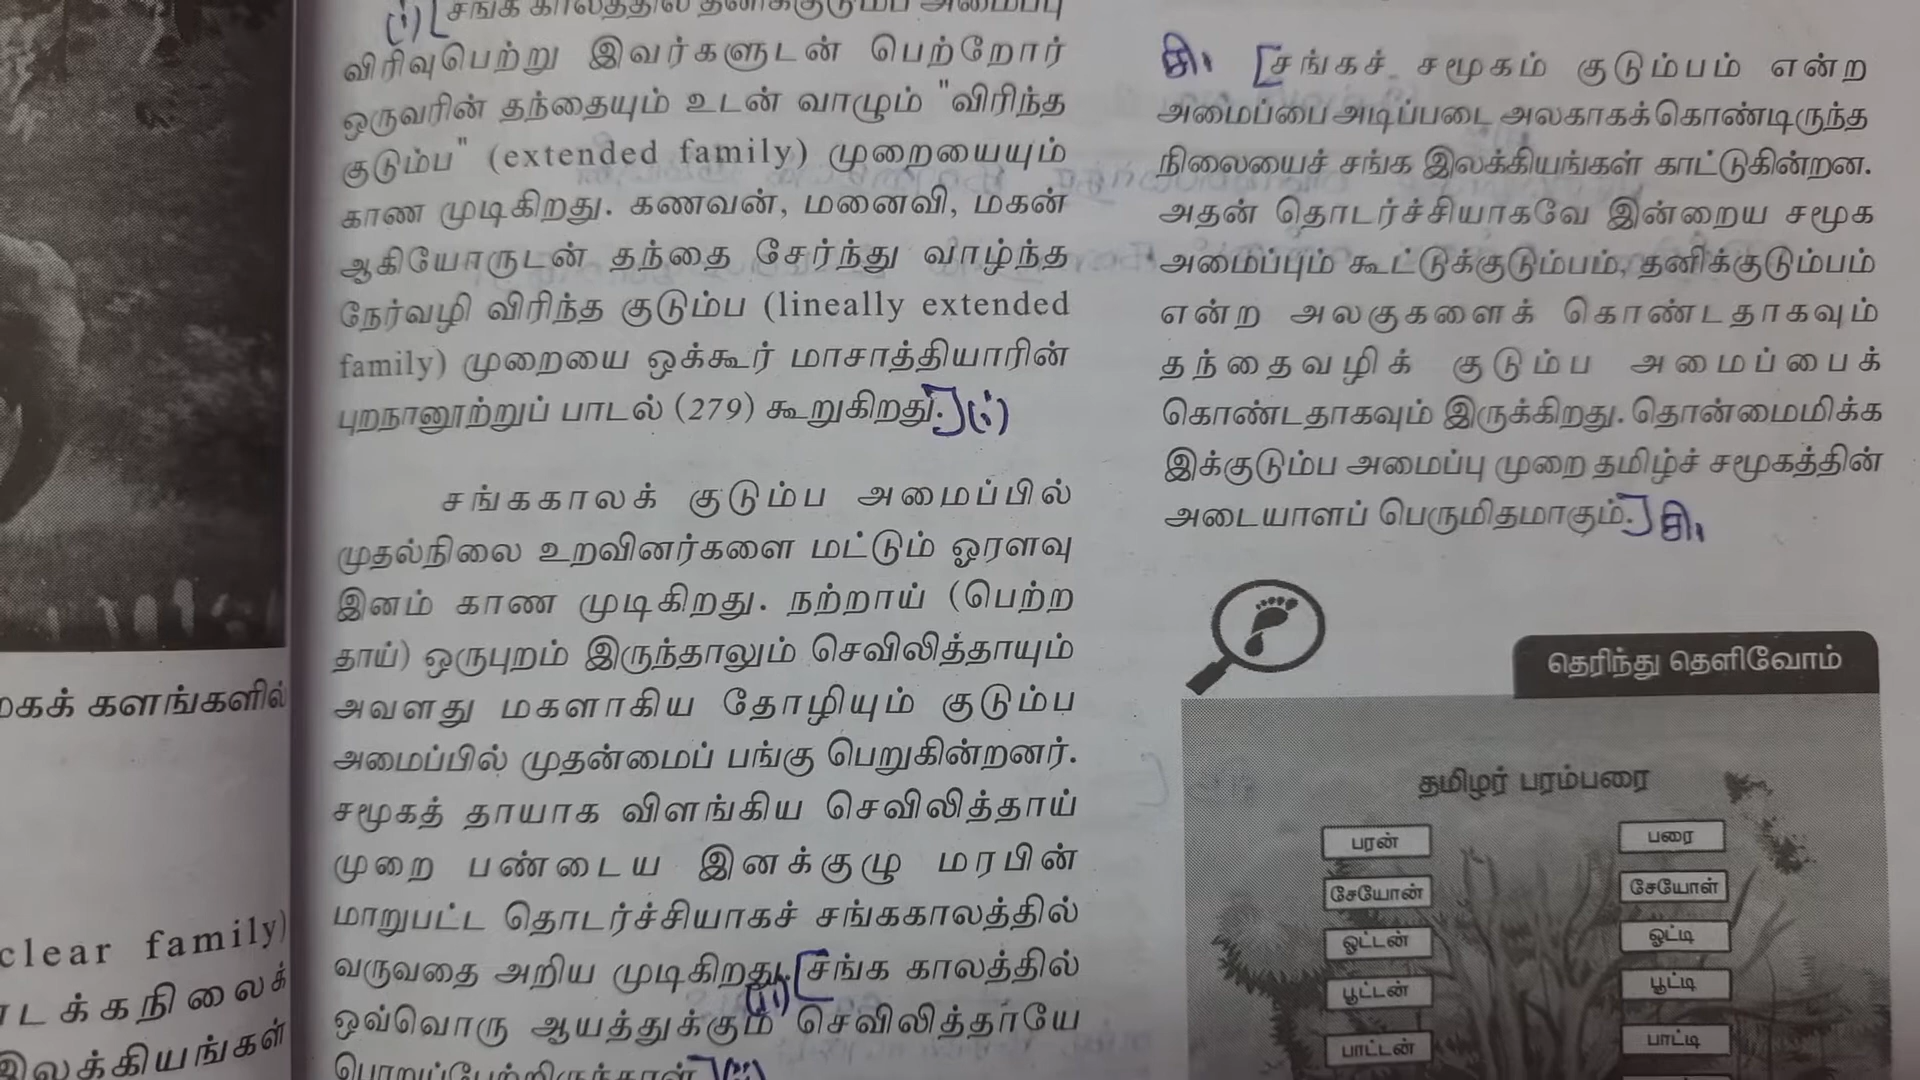 (i) [சங்க காலத்தில் தனிக்குடும்ப அமைப்பு
விரிவுபெற்று இவர்களுடன் பெற்றோர்
ஒருவரின் தந்தையும் உடன் வாழும் "விரிந்த
குடும்ப" (extended family) முறையையும்
காண முடிகிறது. கணவன், மனைவி, மகன்
ஆகியோருடன் தந்தை சேர்ந்து வாழ்ந்த
நேர்வழி விரிந்த குடும்ப (lineally extended
family) முறையை ஒக்கூர் மாசாத்தியாரின்
புறநானூற்றுப் பாடல் (279) கூறுகிறது.] (i)
சங்ககாலக் குடும்ப அமைப்பில்
முதல்நிலை உறவினர்களை மட்டும் ஓரளவு
இனம் காண முடிகிறது. நற்றாய் (பெற்ற
தாய்) ஒருபுறம் இருந்தாலும் செவிலித்தாயும்
அவளது மகளாகிய தோழியும் குடும்ப
அமைப்பில் முதன்மைப் பங்கு பெறுகின்றனர்.
சமூகத் தாயாக விளங்கிய செவிலித்தாய்
முறை பண்டைய இனக்குழு மரபின்
மாறுபட்ட தொடர்ச்சியாகச் சங்ககாலத்தில்
வருவதை அறிய முடிகிறது. (ii) [சங்க காலத்தில்
ஒவ்வொரு ஆயத்துக்கும் செவிலித்தாயே
பொறுப்பேற்றிருந்தாள்.] (ii)
சி. [சங்கச் சமூகம் குடும்பம் என்ற
அமைப்பை அடிப்படை அலகாகக் கொண்டிருந்த
நிலையைச் சங்க இலக்கியங்கள் காட்டுகின்றன.
அதன் தொடர்ச்சியாகவே இன்றைய சமூக
அமைப்பும் கூட்டுக்குடும்பம், தனிக்குடும்பம்
என்ற அலகுகளைக் கொண்டதாகவும்
தந்தைவழிக் குடும்ப அமைப்பைக்
கொண்டதாகவும் இருக்கிறது. தொன்மைமிக்க
இக்குடும்ப அமைப்பு முறை தமிழ்ச் சமூகத்தின்
அடையாளப் பெருமிதமாகும்.] சி.
தெரிந்து தெளிவோம்
தமிழர் பரம்பரை
பரன் பரை
சேயோன் சேயோள்
ஓட்டன் ஓட்டி
பூட்டன் பூட்டி
பாட்டன் பாட்டி
களங்களில்
family)